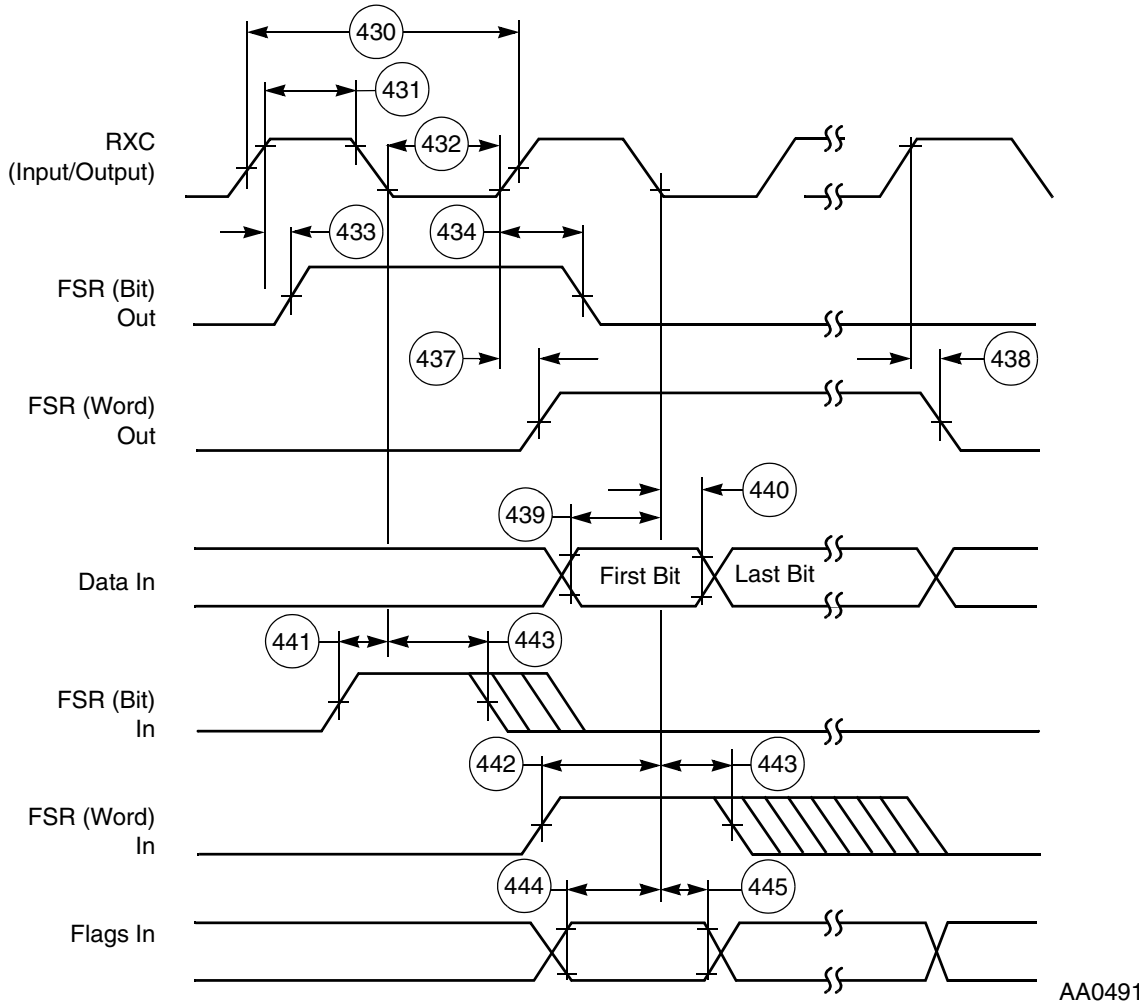 430
431
RXC
(Input/Output)
432
433
434
FSR (Bit)
Out
437
438
FSR (Word)
Out
439
440
Data In
First Bit
Last Bit
441
443
FSR (Bit)
In
442
443
FSR (Word)
In
444
445
Flags In
AA0491